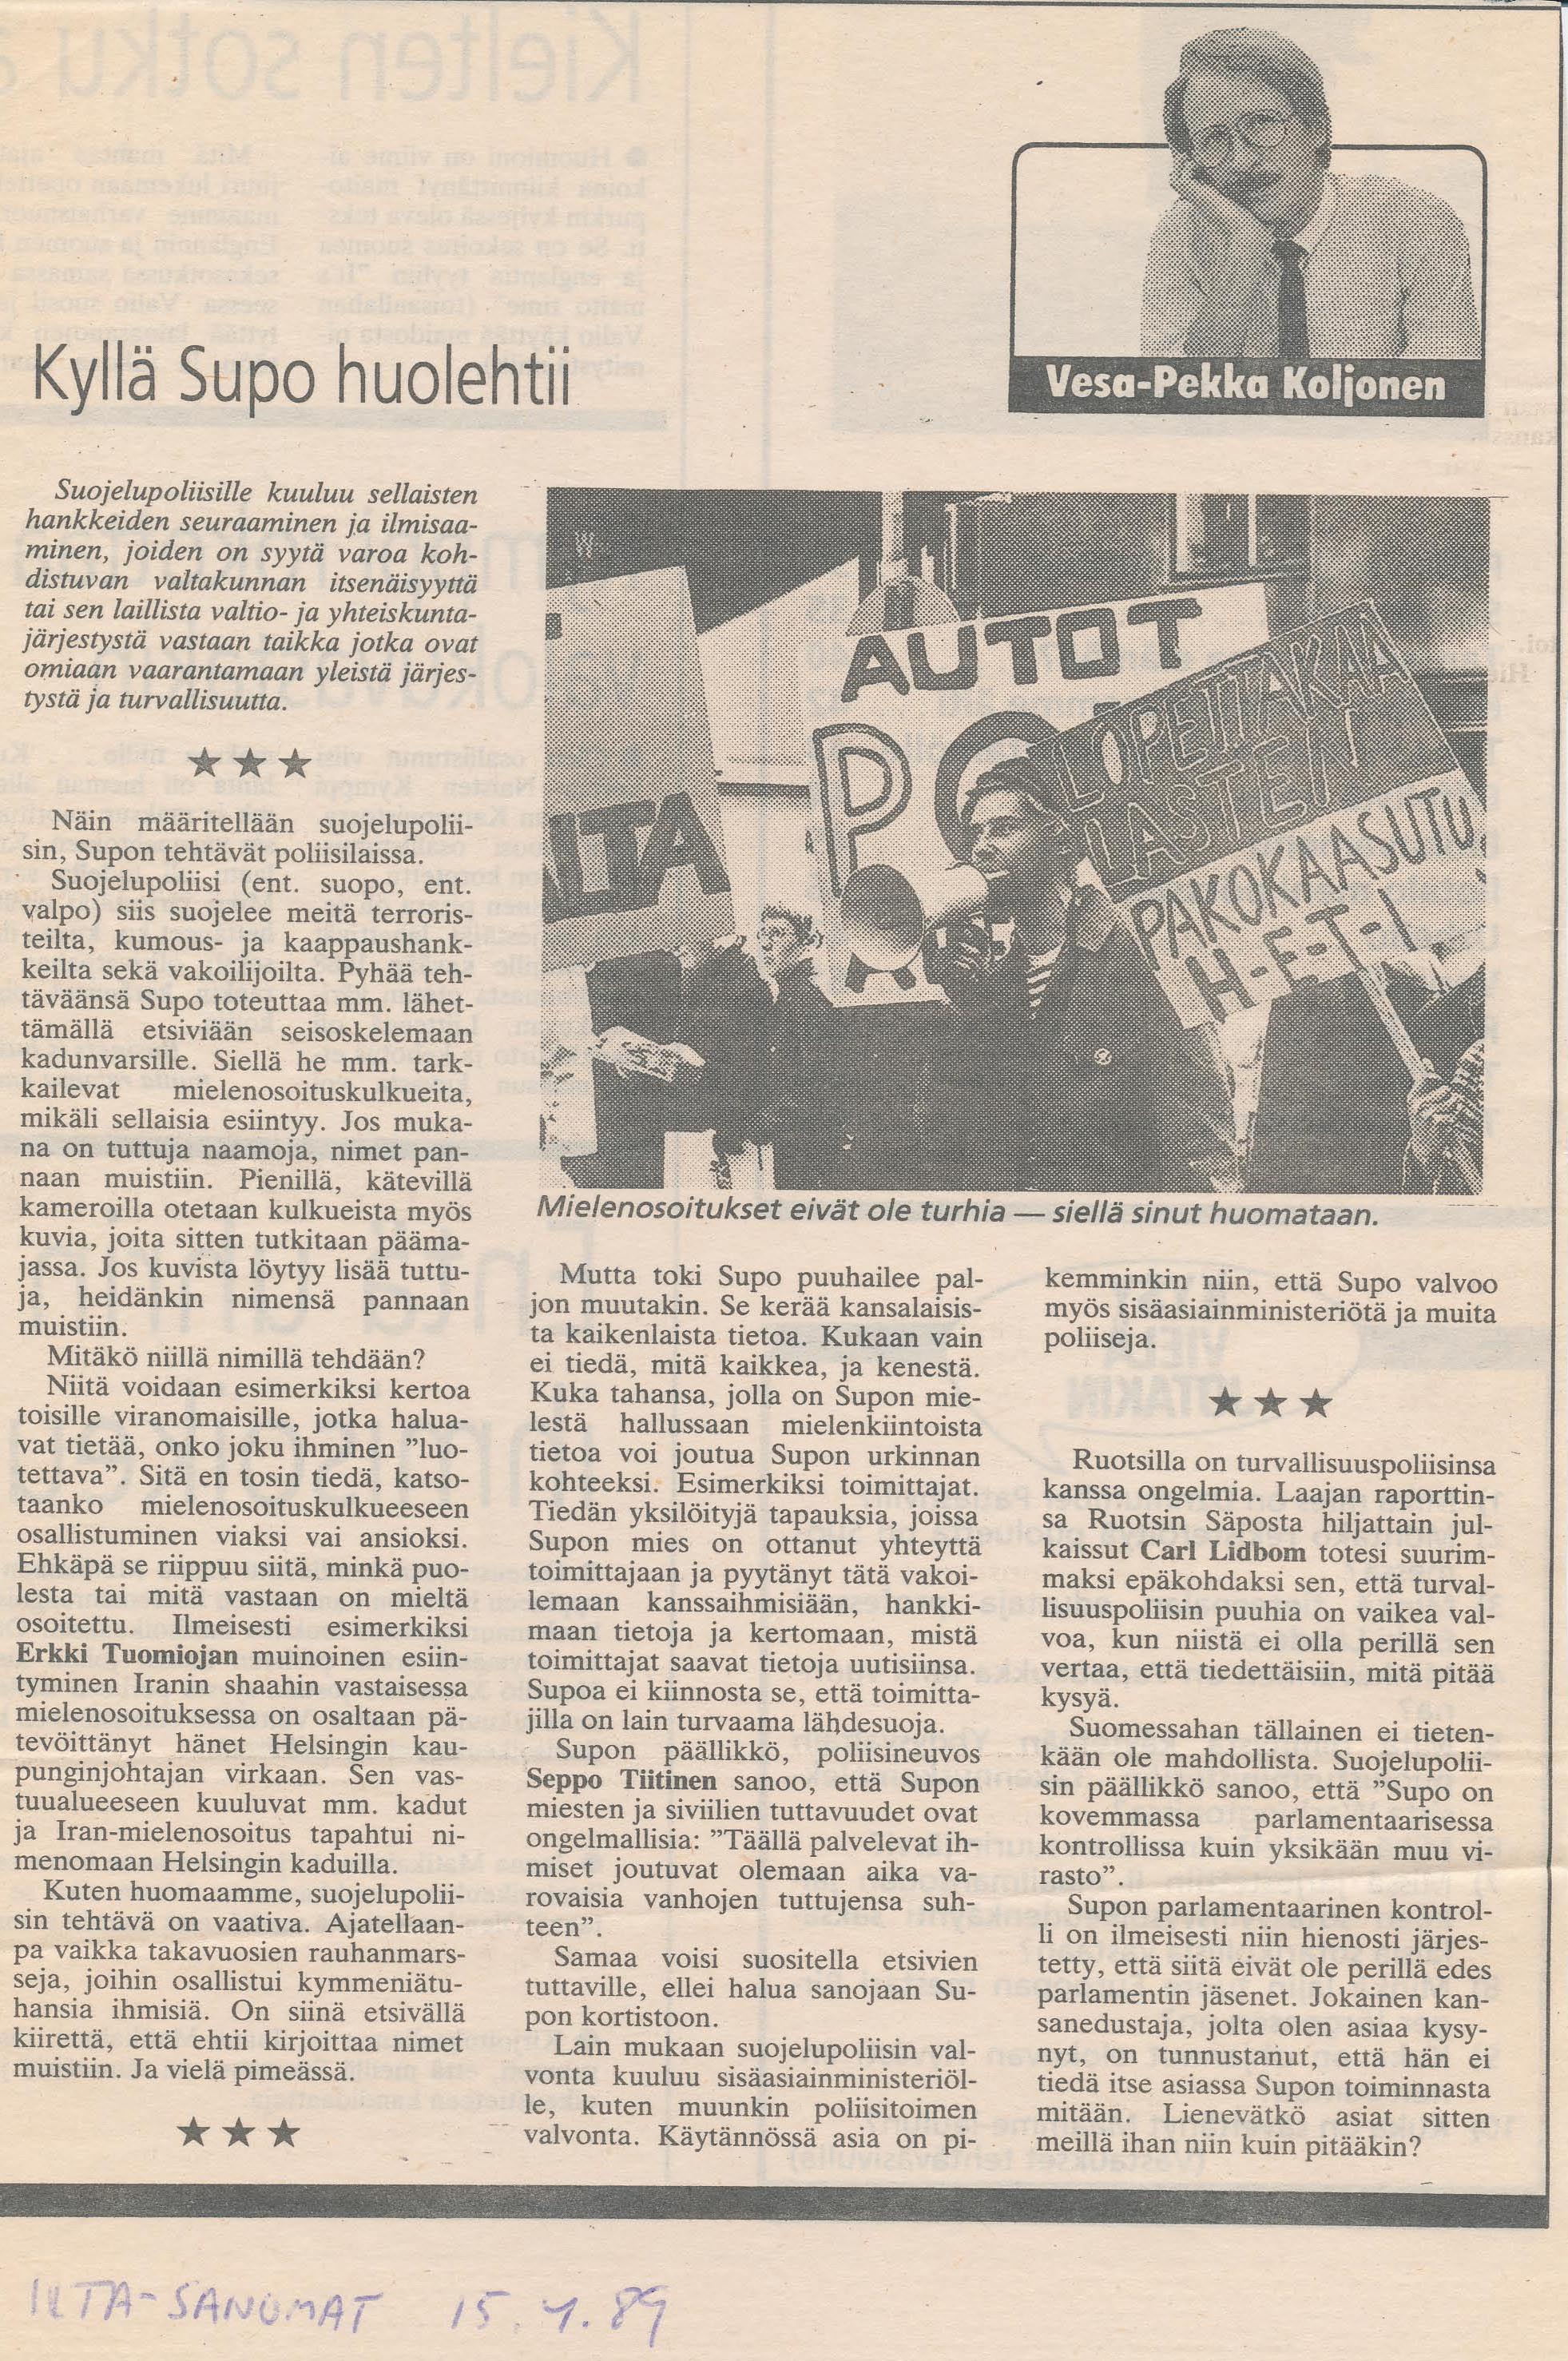 Vesa-Pekka Koljonen
Kyllä Supo huolehtii
Suojelupoliisille kuuluu sellaisten
hankkeiden seuraaminen ja ilmisaa-
minen, joiden on syytä varoa koh-
distuvan valtakunnan itsenäisyyttä
tai sen laillista valtio- ja yhteiskunta-
järjestystä vastaan taikka jotka ovat
omiaan vaarantamaan yleistä järjes-
tystä ja turvallisuutta.
★★★
Näin määritellään suojelupolii-
sin, Supon tehtävät poliisilaissa.
Suojelupoliisi (ent. suopo, ent.
valpo) siis suojelee meitä terroris-
teilta, kumous- ja kaappaushank-
keilta sekä vakoilijoilta. Pyhää teh-
täväänsä Supo toteuttaa mm. lähet-
tämällä etsiviään seisoskelemaan
kadunvarsille. Siellä he mm. tark-
kailevat mielenosoituskulkueita,
mikäli sellaisia esiintyy. Jos muka-
na on tuttuja naamoja, nimet pan-
naan muistiin. Pienillä, kätevillä
kameroilla otetaan kulkueista myös
kuvia, joita sitten tutkitaan pääma-
jassa. Jos kuvista löytyy lisää tuttu-
ja, heidänkin nimensä pannaan
muistiin.
Mitäkö niillä nimillä tehdään?
Niitä voidaan esimerkiksi kertoa
toisille viranomaisille, jotka halua-
vat tietää, onko joku ihminen ”luo-
tettava”. Sitä en tosin tiedä, katso-
taanko mielenosoituskulkueeseen
osallistuminen viaksi vai ansioksi.
Ehkäpä se riippuu siitä, minkä puo-
lesta tai mitä vastaan on mieltä
osoitettu. Ilmeisesti esimerkiksi
Erkki Tuomiojan muinoinen esiin-
tyminen Iranin shaahin vastaisessa
mielenosoituksessa on osaltaan pä-
tevöittänyt hänet Helsingin kau-
punginjohtajan virkaan. Sen vas-
tuualueeseen kuuluvat mm. kadut
ja Iran-mielenosoitus tapahtui ni-
menomaan Helsingin kaduilla.
Kuten huomaamme, suojelupolii-
sin tehtävä on vaativa. Ajatellaan-
pa vaikka takavuosien rauhanmars-
seja, joihin osallistui kymmeniätu-
hansia ihmisiä. On siinä etsivällä
kiirettä, että ehtii kirjoittaa nimet
muistiin. Ja vielä pimeässä.
★★★
AUTOT
LOPETTAKAA
LASTEN
PAKOKAASUTU
H-E-T-I
Mielenosoitukset eivät ole turhia — siellä sinut huomataan.
Mutta toki Supo puuhailee pal-
jon muutakin. Se kerää kansalaisis-
ta kaikenlaista tietoa. Kukaan vain
ei tiedä, mitä kaikkea, ja kenestä.
Kuka tahansa, jolla on Supon mie-
lestä hallussaan mielenkiintoista
tietoa voi joutua Supon urkinnan
kohteeksi. Esimerkiksi toimittajat.
Tiedän yksilöityjä tapauksia, joissa
Supon mies on ottanut yhteyttä
toimittajaan ja pyytänyt tätä vakoi-
lemaan kanssaihmisiään, hankki-
maan tietoja ja kertomaan, mistä
toimittajat saavat tietoja uutisiinsa.
Supoa ei kiinnosta se, että toimitta-
jilla on lain turvaama lähdesuoja.
Supon päällikkö, poliisineuvos
Seppo Tiitinen sanoo, että Supon
miesten ja siviilien tuttavuudet ovat
ongelmallisia: ”Täällä palvelevat ih-
miset joutuvat olemaan aika va-
rovaisia vanhojen tuttujensa suh-
teen”.
Samaa voisi suositella etsivien
tuttaville, ellei halua sanojaan Su-
pon kortistoon.
Lain mukaan suojelupoliisin val-
vonta kuuluu sisäasiainministeriöl-
le, kuten muunkin poliisitoimen
valvonta. Käytännössä asia on pi-
kemminkin niin, että Supo valvoo
myös sisäasiainministeriötä ja muita
poliiseja.
★★★
Ruotsilla on turvallisuuspoliisinsa
kanssa ongelmia. Laajan raporttin-
sa Ruotsin Säposta hiljattain jul-
kaissut Carl Lidbom totesi suurim-
maksi epäkohdaksi sen, että turval-
lisuuspoliisin puuhia on vaikea val-
voa, kun niistä ei olla perillä sen
vertaa, että tiedettäisiin, mitä pitää
kysyä.
Suomessahan tällainen ei tieten-
kään ole mahdollista. Suojelupolii-
sin päällikkö sanoo, että ”Supo on
kovemmassa parlamentaarisessa
kontrollissa kuin yksikään muu vi-
rasto”.
Supon parlamentaarinen kontrol-
li on ilmeisesti niin hienosti järjes-
tetty, että siitä eivät ole perillä edes
parlamentin jäsenet. Jokainen kan-
sanedustaja, jolta olen asiaa kysy-
nyt, on tunnustanut, että hän ei
tiedä itse asiassa Supon toiminnasta
mitään. Lienevätkö asiat sitten
meillä ihan niin kuin pitääkin?
ILTA-SANOMAT 15.4.89